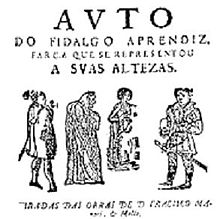 AVTO
DO FIDALGO APRENDIZ,
FARÇA QUE SE REPRESENTOU
A SVAS ALTEZAS.
TIRADAS DAS OBRAS DE D FRACISCO MA-
noel, de Mello.